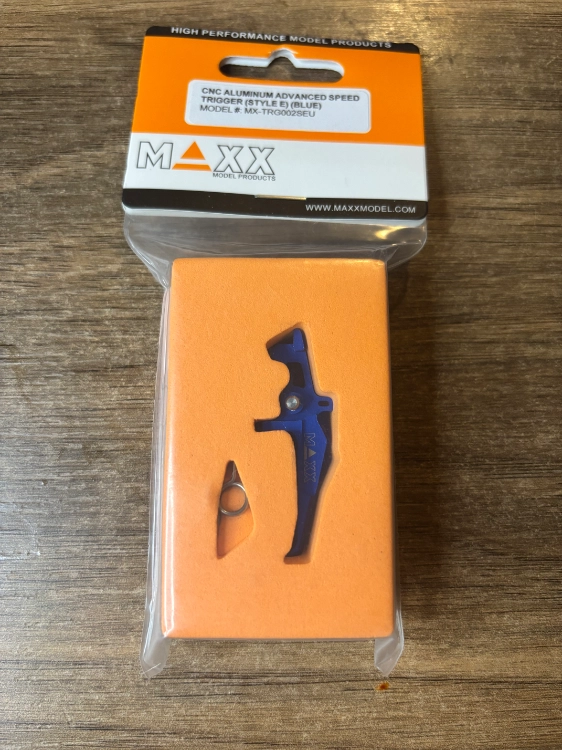 HIGH PERFORMANCE MODEL PRODUCTS
CNC ALUMINUM ADVANCED SPEED
TRIGGER (STYLE E) (BLUE)
MODEL #: MX-TRG002SEU
MAXX
MODEL PRODUCTS
WWW.MAXXMODEL.COM
MAXX